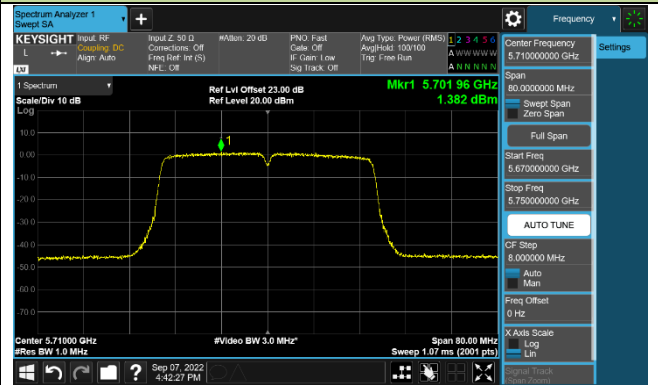 Spectrum Analyzer 1
Swept SA
Frequency
KEYSIGHT
L
LXI
Input: RF
Coupling: DC
Align: Auto
Input Z: 50 Ω
Corrections: Off
Freq Ref: Int (S)
NFE: Off
#Atten: 20 dB
PNO: Fast
Gate: Off
IF Gain: Low
Sig Track: Off
Avg Type: Power (RMS)
Avg|Hold: 100/100
Trig: Free Run
1 2 3 4 5 6
A W W W W W
A N N N N N
1 Spectrum
Scale/Div 10 dB
Log
Ref Lvl Offset 23.00 dB
Ref Level 20.00 dBm
Mkr1 5.701 96 GHz
1.382 dBm
1
10.0
0.00
-10.0
-20.0
-30.0
-40.0
-50.0
-60.0
-70.0
Center 5.71000 GHz
#Res BW 1.0 MHz
#Video BW 3.0 MHz*
Span 80.00 MHz
Sweep 1.07 ms (2001 pts)
Sep 07, 2022
4:42:27 PM
Center Frequency
5.710000000 GHz
Span
80.0000000 MHz
Swept Span
Zero Span
Full Span
Start Freq
5.670000000 GHz
Stop Freq
5.750000000 GHz
AUTO TUNE
CF Step
8.000000 MHz
Auto
Man
Freq Offset
0 Hz
X Axis Scale
Log
Lin
Signal Track
(Span Zoom)
Settings